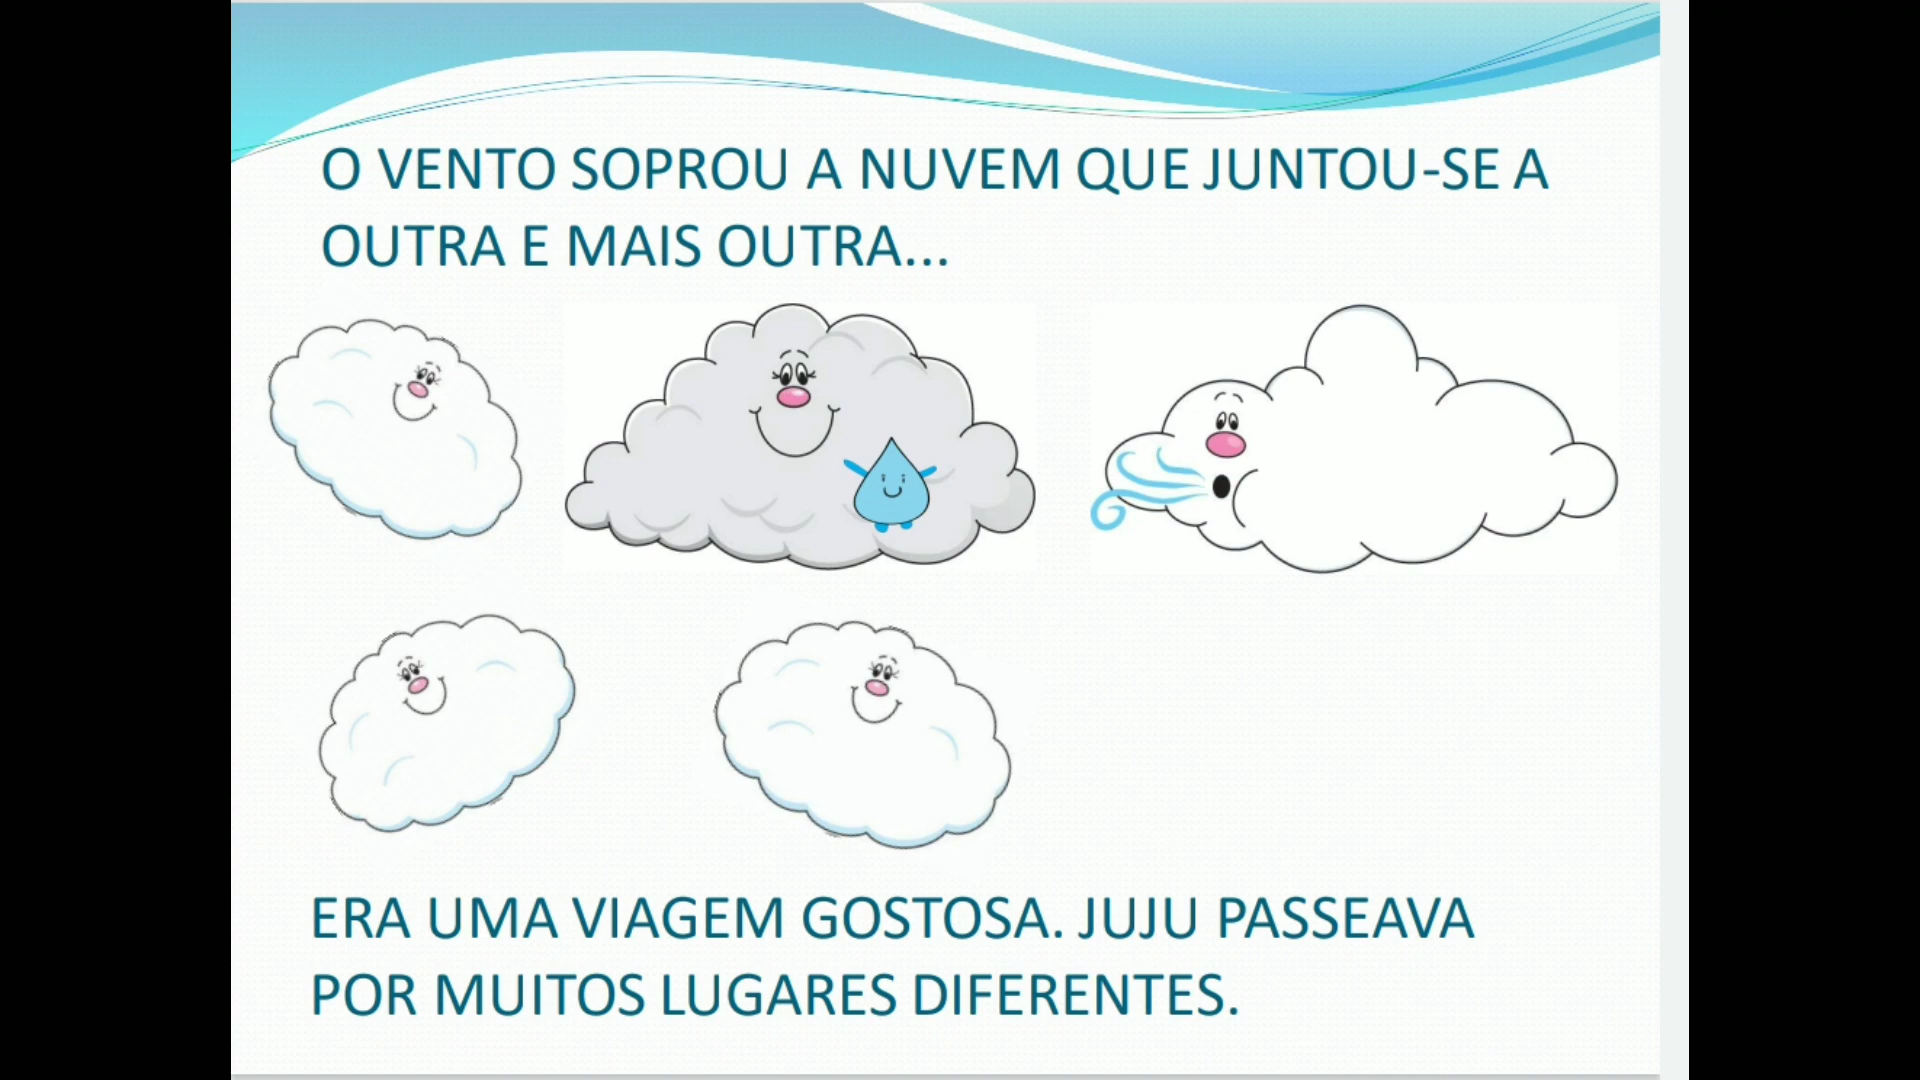 O VENTO SOPROU A NUVEM QUE JUNTOU-SE A
OUTRA E MAIS OUTRA...
ERA UMA VIAGEM GOSTOSA. JUJU PASSEAVA
POR MUITOS LUGARES DIFERENTES.